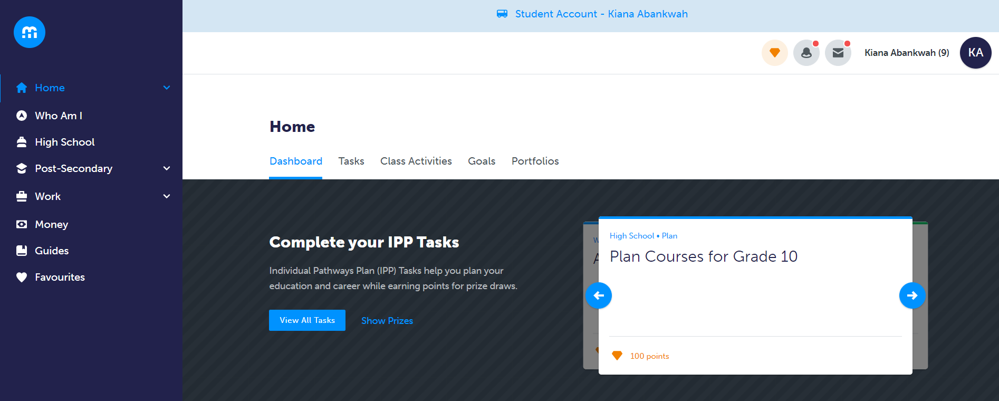 Student Account - Kiana Abankwah
Kiana Abankwah (9)
KA
Home
Who Am I
High School
Post-Secondary
Work
Money
Guides
Favourites
Home
Dashboard
Tasks
Class Activities
Goals
Portfolios
Complete your IPP Tasks
Individual Pathways Plan (IPP) Tasks help you plan your
education and career while earning points for prize draws.
View All Tasks
Show Prizes
High School • Plan
Plan Courses for Grade 10
100 points